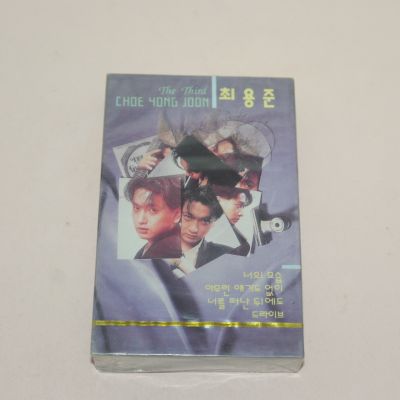 The Third
CHOE YONG JOON
최용준
너의 모습
아무런 얘기도 없이
너를 떠난 뒤에도
드라이브